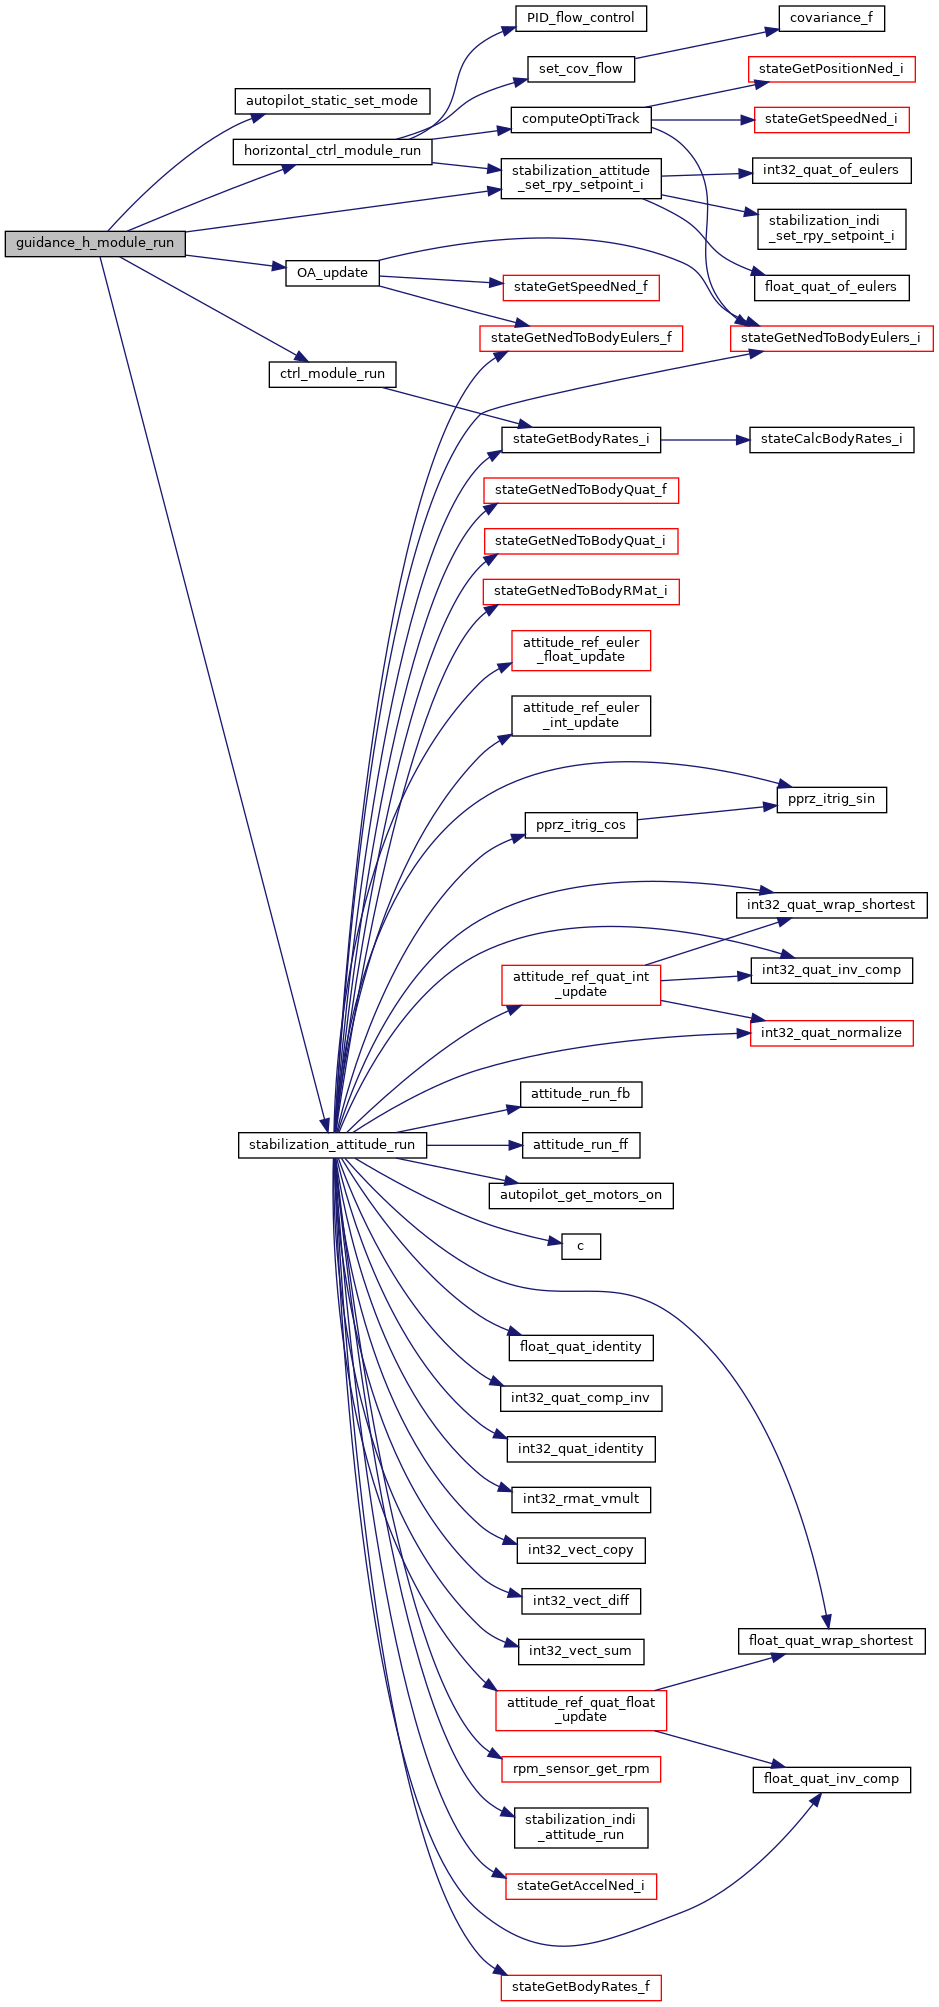 PID_flow_control
covariance_f
set_cov_flow
stateGetPositionNed_i
autopilot_static_set_mode
computeOptiTrack
stateGetSpeedNed_i
horizontal_ctrl_module_run
stabilization_attitude
_set_rpy_setpoint_i
int32_quat_of_eulers
stabilization_indi
_set_rpy_setpoint_i
guidance_h_module_run
OA_update
stateGetSpeedNed_f
float_quat_of_eulers
stateGetNedToBodyEulers_f
stateGetNedToBodyEulers_i
ctrl_module_run
stateGetBodyRates_i
stateCalcBodyRates_i
stateGetNedToBodyQuat_f
stateGetNedToBodyQuat_i
stateGetNedToBodyRMat_i
attitude_ref_euler
_float_update
attitude_ref_euler
_int_update
pprz_itrig_sin
pprz_itrig_cos
int32_quat_wrap_shortest
attitude_ref_quat_int
_update
int32_quat_inv_comp
int32_quat_normalize
attitude_run_fb
stabilization_attitude_run
attitude_run_ff
autopilot_get_motors_on
c
float_quat_identity
int32_quat_comp_inv
int32_quat_identity
int32_rmat_vmult
int32_vect_copy
int32_vect_diff
int32_vect_sum
float_quat_wrap_shortest
attitude_ref_quat_float
_update
rpm_sensor_get_rpm
float_quat_inv_comp
stabilization_indi
_attitude_run
stateGetAccelNed_i
stateGetBodyRates_f